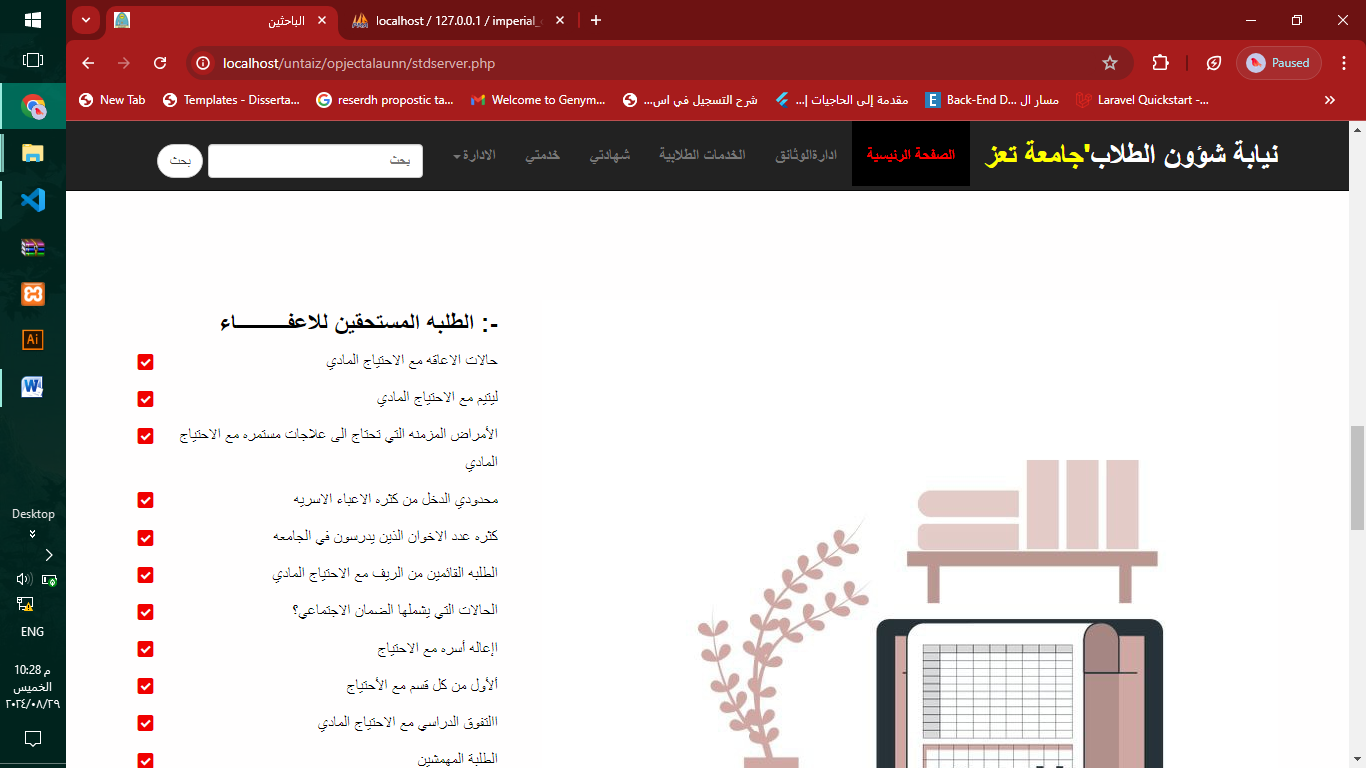 الباحثين
localhost / 127.0.0.1 / imperial_
localhost/untaiz/opjectalaunn/stdserver.php
Paused
New Tab
Templates - Disserta...
reserdh propostic ta...
Welcome to Genym...
شرح التسجيل في اس...
مقدمة إلى الحاجيات |...
Back-End D... مسار ال
Laravel Quickstart -...
نيابة شؤون الطلاب'جامعة تعز
الصفحة الرئيسية
ادارةالوثائق
الخدمات الطلابية
شهادتي
خدمتي
الادارة
بحث
بحث
-: الطلبه المستحقين للاعفـــــــــاء
حالات الاعاقه مع الاحتياج المادي
ليتيم مع الاحتياج المادي
الأمراض المزمنه التي تحتاج الى علاجات مستمره مع الاحتياج
المادي
محدودي الدخل من كثره الاعباء الاسريه
كثره عدد الاخوان الذين يدرسون في الجامعه
الطلبه القائمين من الريف مع الاحتياج المادي
الحالات التي يشملها الضمان الاجتماعي؟
اإعاله أسره مع الاحتياج
ألأول من كل قسم مع الأحتياج
االتفوق الدراسي مع الاحتياج المادي
الطلبة المهمشين
Desktop
ENG
10:28 م
الخميس
٢٠٢٤/٠٨/٢٩